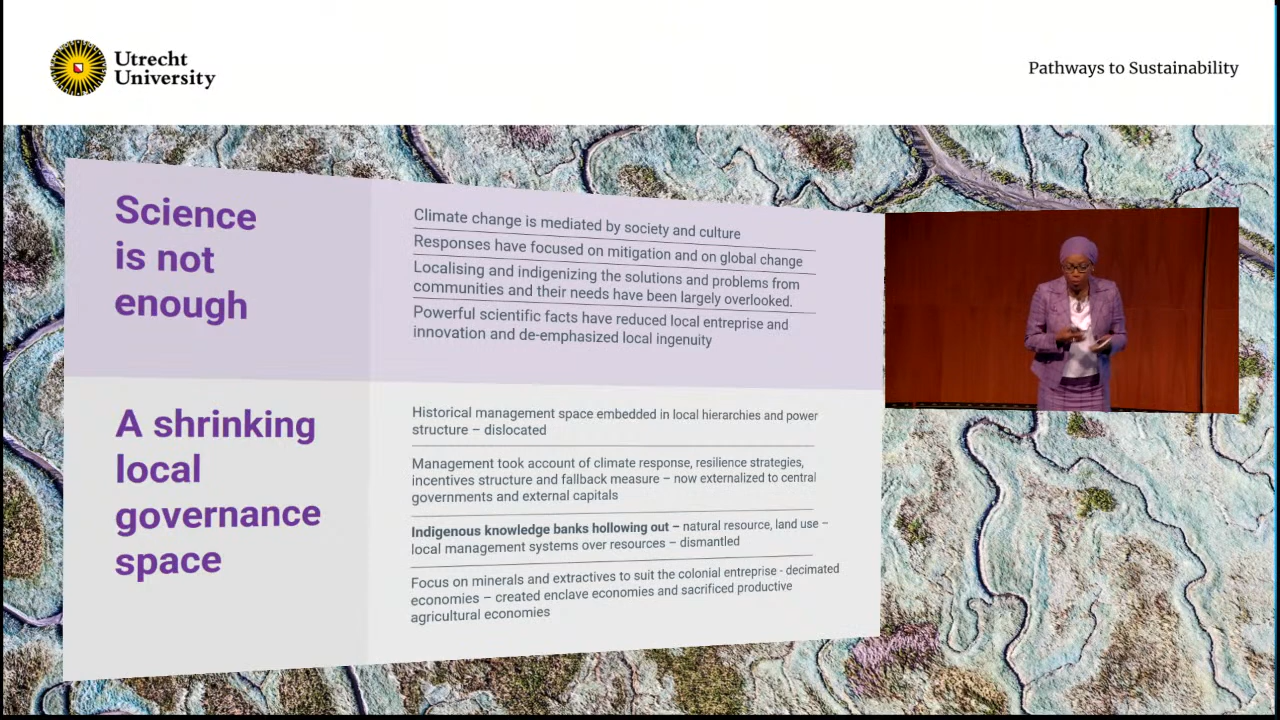 Utrecht
University
Pathways to Sustainability
Science
is not
enough
Climate change is mediated by society and culture
Responses have focused on mitigation and on global change
Localising and indigenizing the solutions and problems from
communities and their needs have been largely overlooked.
Powerful scientific facts have reduced local entreprise and
innovation and de-emphasized local ingenuity
A shrinking
local
governance
space
Historical management space embedded in local hierarchies and power
structure – dislocated
Management took account of climate response, resilience strategies,
incentives structure and fallback measure – now externalized to central
governments and external capitals
Indigenous knowledge banks hollowing out – natural resource, land use –
local management systems over resources – dismantled
Focus on minerals and extractives to suit the colonial entreprise - decimated
economies – created enclave economies and sacrificed productive
agricultural economies